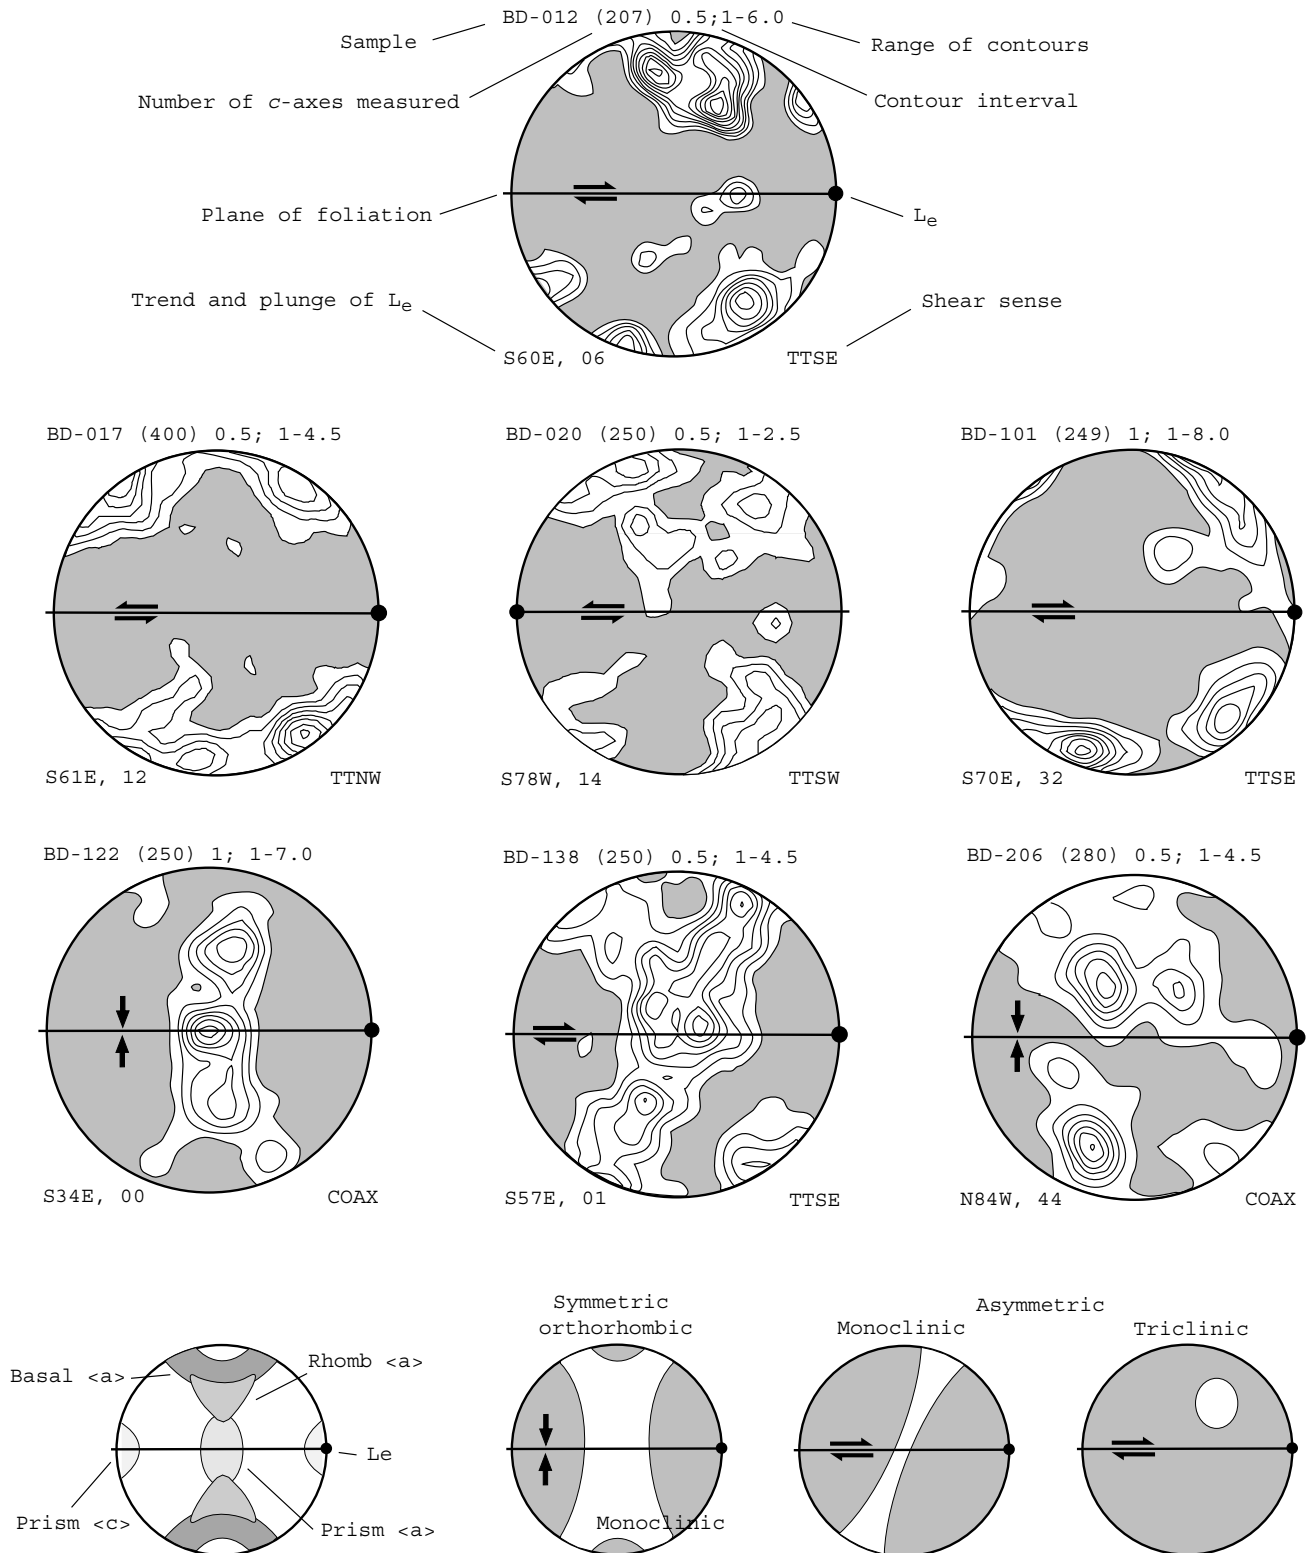 BD-012 (207) 0.5;1-6.0
Sample
Range of contours
Number of c-axes measured
Contour interval
Plane of foliation
Le
Trend and plunge of Le
Shear sense
S60E, 06
TTSE
BD-017 (400) 0.5; 1-4.5
BD-020 (250) 0.5; 1-2.5
BD-101 (249) 1; 1-8.0
S61E, 12
TTNW
S78W, 14
TTSW
S70E, 32
TTSE
BD-122 (250) 1; 1-7.0
BD-138 (250) 0.5; 1-4.5
BD-206 (280) 0.5; 1-4.5
S34E, 00
COAX
S57E, 01
TTSE
N84W, 44
COAX
Symmetric
orthorhombic
Asymmetric
Monoclinic
Triclinic
Basal <a>
Rhomb <a>
Le
Prism <c>
Prism <a>
Monoclinic